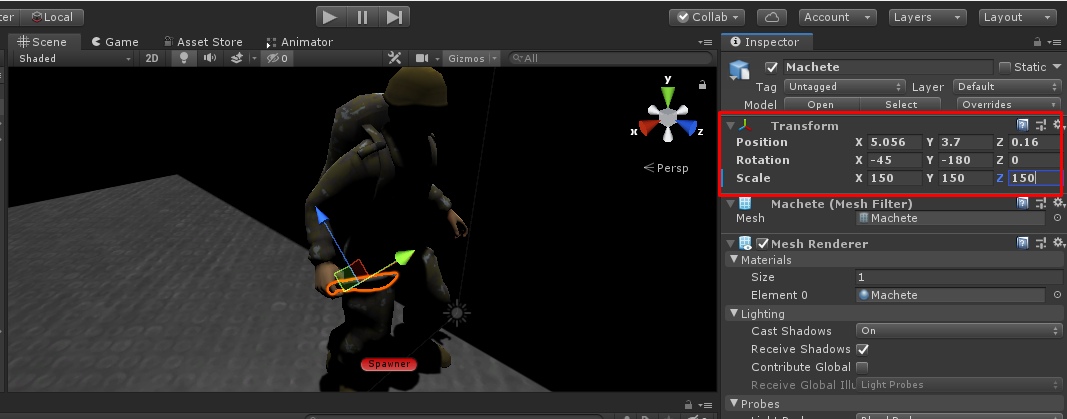 ter Local Collab Account Layers Layout
Scene Game Asset Store Animator
Inspector
Shaded 2D 0 Gizmos All
Machete Static
Tag Untagged Layer Default
Model Open Select Overrides
y
x z
Persp
Transform
Position X 5.056 Y 3.7 Z 0.16
Rotation X -45 Y -180 Z 0
Scale X 150 Y 150 Z 150
Machete (Mesh Filter)
Mesh Machete
Mesh Renderer
Materials
Size 1
Element 0 Machete
Lighting
Cast Shadows On
Receive Shadows
Contribute Global
Receive Global Illu Light Probes
Probes
Spawner